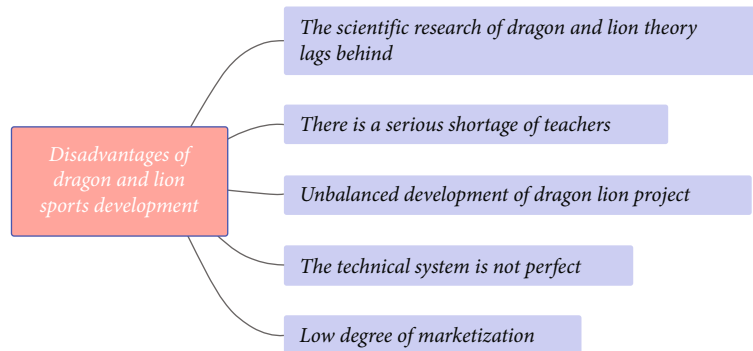 Disadvantages of
dragon and lion
sports development
The scientific research of dragon and lion theory
lags behind
There is a serious shortage of teachers
Unbalanced development of dragon lion project
The technical system is not perfect
Low degree of marketization